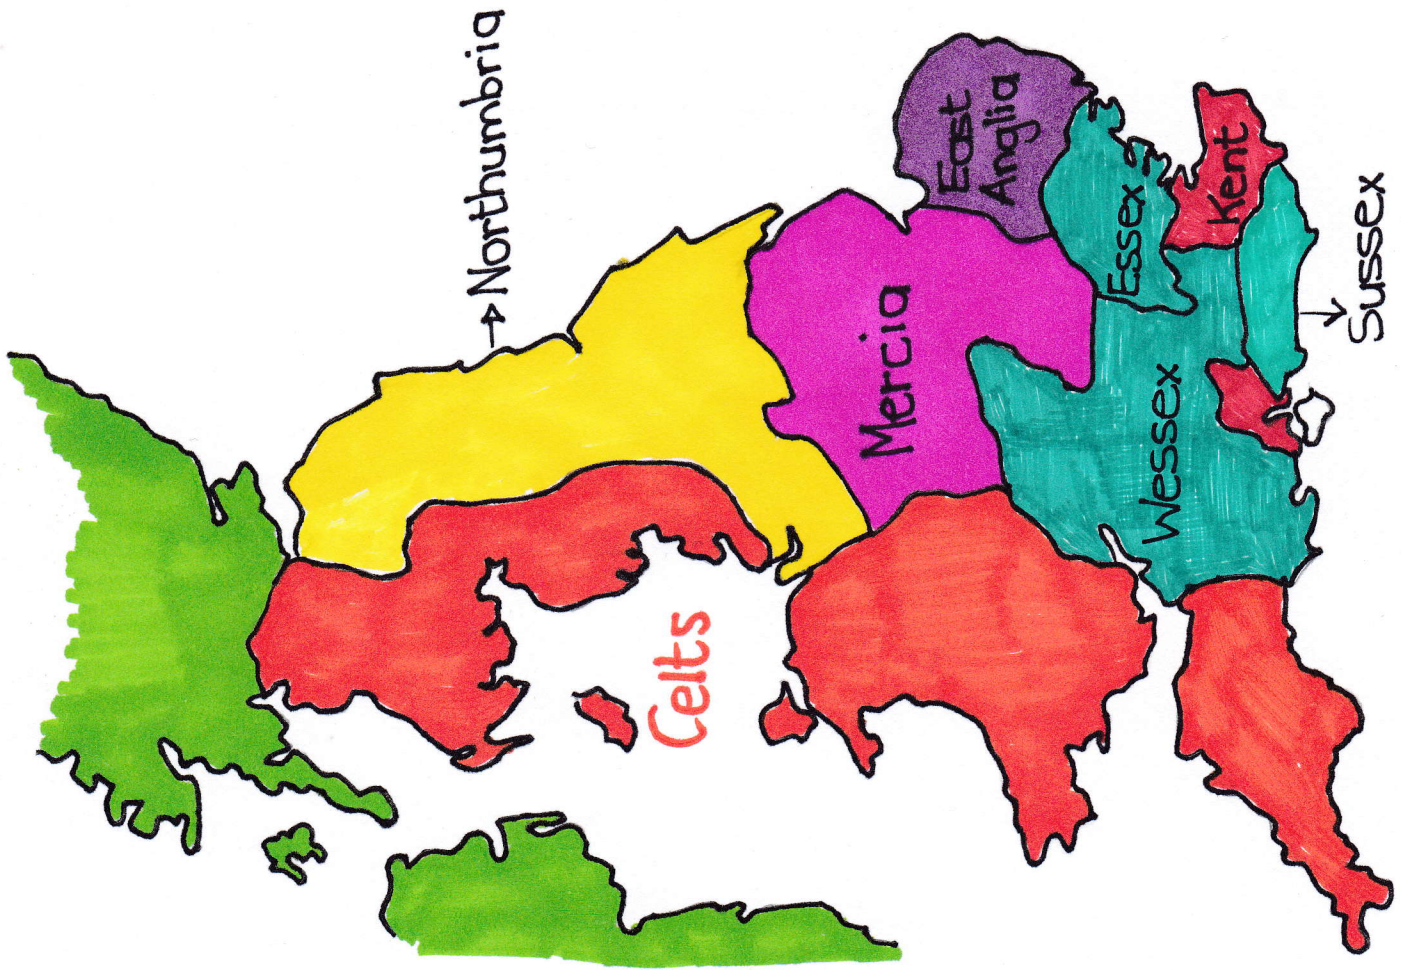 Northumbria
Celts
Mercia
East
Anglia
Essex
Wessex
Kent
Sussex